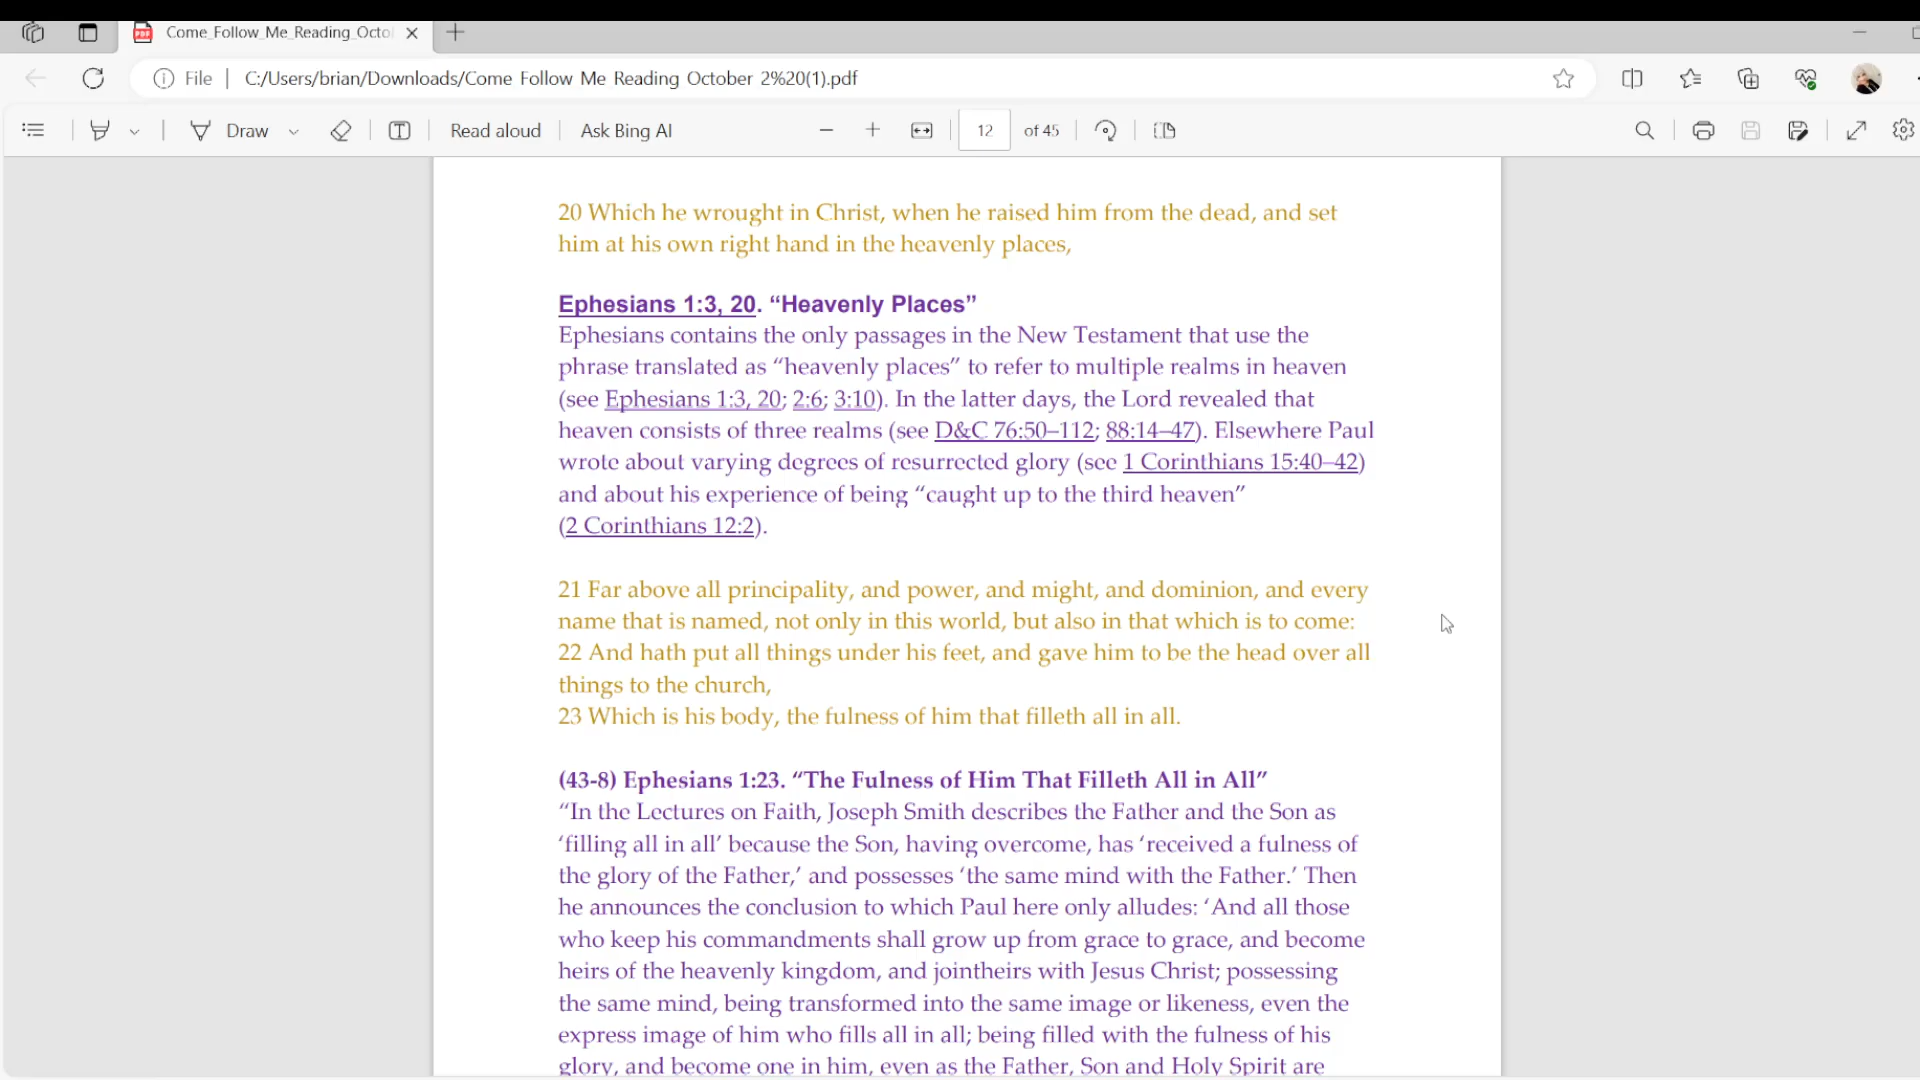 Come_Follow_Me_Reading_Octo
File
C:/Users/brian/Downloads/Come Follow Me Reading October 2%20(1).pdf
Draw
Read aloud
Ask Bing AI
12
of 45
20 Which he wrought in Christ, when he raised him from the dead, and set
him at his own right hand in the heavenly places,
Ephesians 1:3, 20. “Heavenly Places”
Ephesians contains the only passages in the New Testament that use the
phrase translated as “heavenly places” to refer to multiple realms in heaven
(see Ephesians 1:3, 20; 2:6; 3:10). In the latter days, the Lord revealed that
heaven consists of three realms (see D&C 76:50–112; 88:14–47). Elsewhere Paul
wrote about varying degrees of resurrected glory (see 1 Corinthians 15:40–42)
and about his experience of being “caught up to the third heaven”
(2 Corinthians 12:2).
21 Far above all principality, and power, and might, and dominion, and every
name that is named, not only in this world, but also in that which is to come:
22 And hath put all things under his feet, and gave him to be the head over all
things to the church,
23 Which is his body, the fulness of him that filleth all in all.
(43-8) Ephesians 1:23. “The Fulness of Him That Filleth All in All”
“In the Lectures on Faith, Joseph Smith describes the Father and the Son as
‘filling all in all’ because the Son, having overcome, has ‘received a fulness of
the glory of the Father,’ and possesses ‘the same mind with the Father.’ Then
he announces the conclusion to which Paul here only alludes: ‘And all those
who keep his commandments shall grow up from grace to grace, and become
heirs of the heavenly kingdom, and jointheirs with Jesus Christ; possessing
the same mind, being transformed into the same image or likeness, even the
express image of him who fills all in all; being filled with the fulness of his
glory, and become one in him, even as the Father, Son and Holy Spirit are